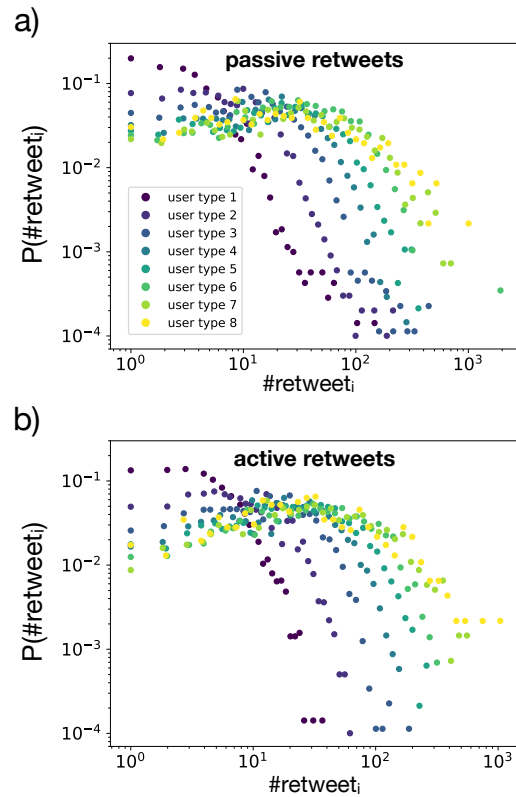 a)
passive retweets
P(#retweetᵢ)
10⁻¹
10⁻²
10⁻³
10⁻⁴
user type 1
user type 2
user type 3
user type 4
user type 5
user type 6
user type 7
user type 8
10⁰ 10¹ 10² 10³
#retweetᵢ
b)
active retweets
P(#retweetᵢ)
10⁻¹
10⁻²
10⁻³
10⁻⁴
10⁰ 10¹ 10² 10³
#retweetᵢ